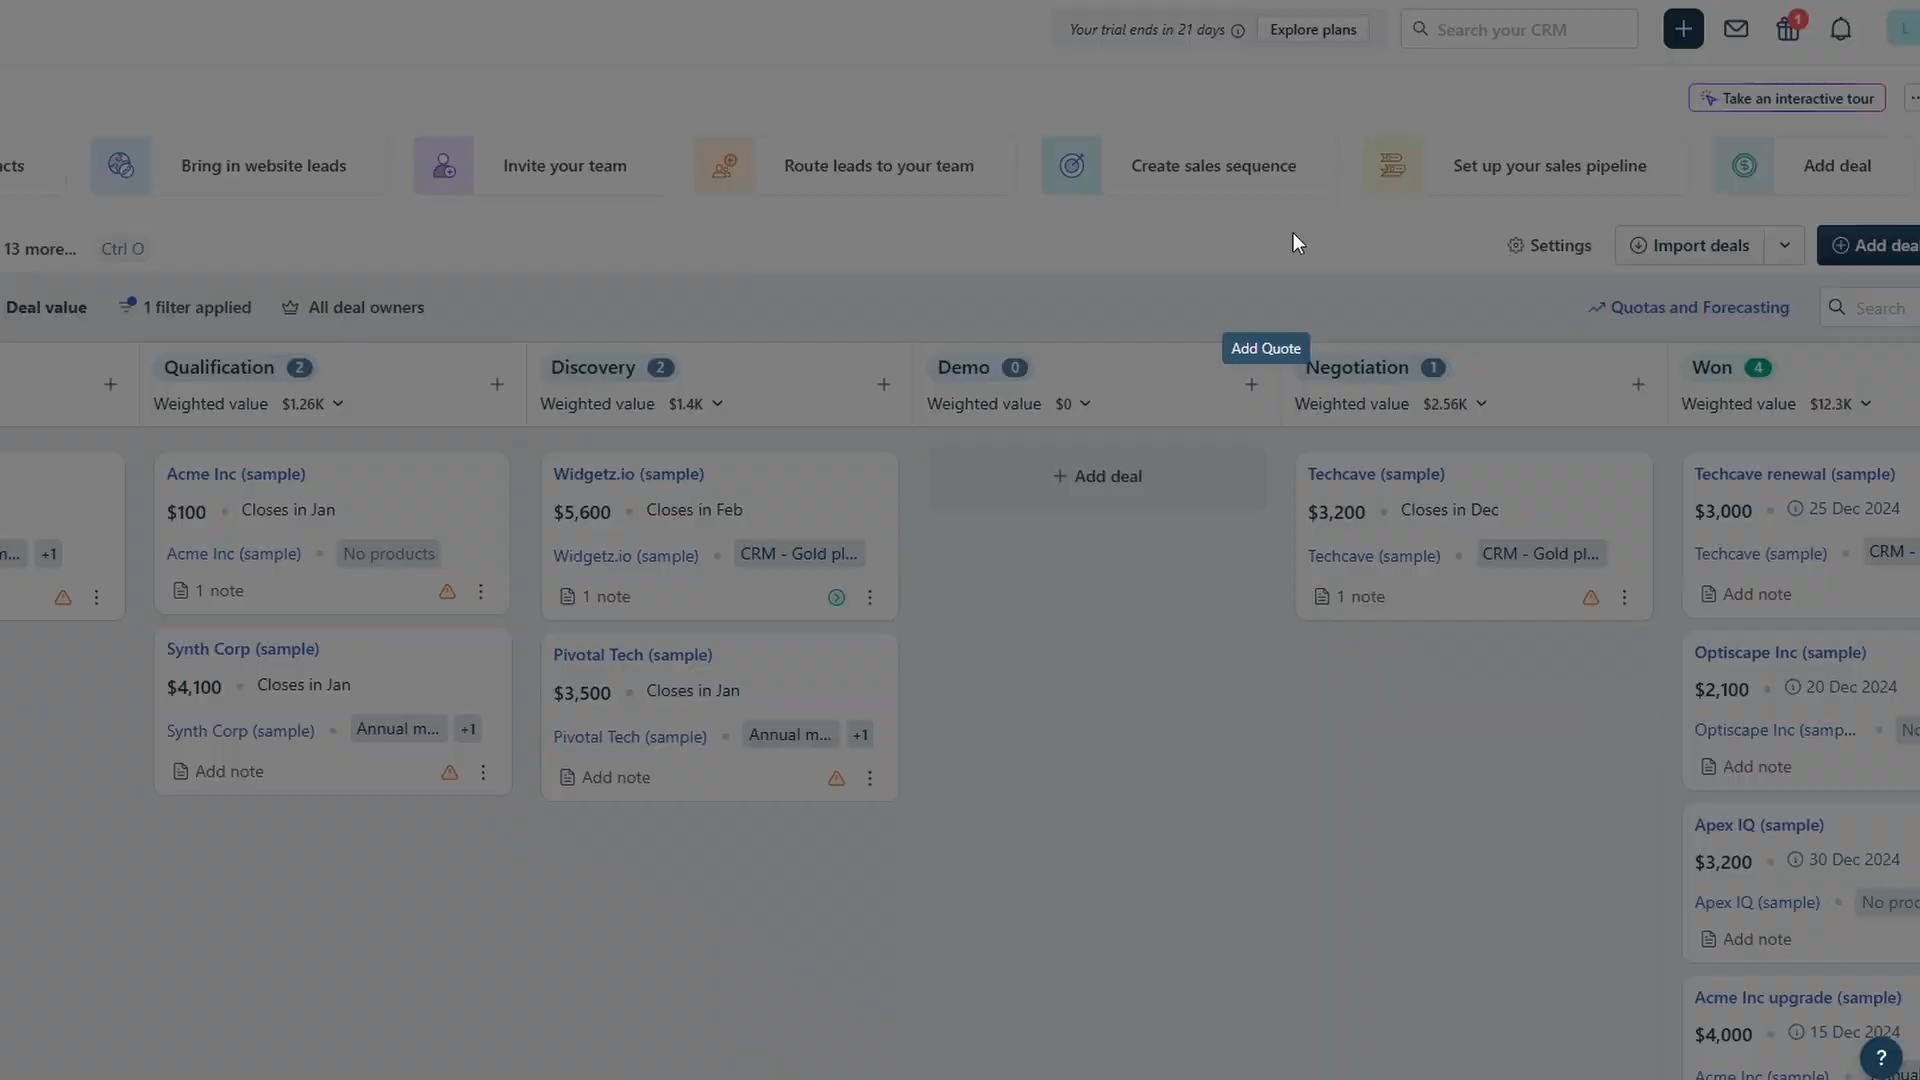 Your trial ends in 21 days
Explore plans
Search your CRM
1
L
Take an interactive tour
Bring in website leads
Invite your team
Route leads to your team
Create sales sequence
Set up your sales pipeline
Add deal
13 more...
Ctrl O
Settings
Import deals
Add
Deal value
1 filter applied
All deal owners
Quotas and Forecasting
Search
Add Quote
Qualification 2
Weighted value $1.26K
Discovery 2
Weighted value $1.4K
Demo 0
Weighted value $0
Negotiation 1
Weighted value $2.56K
Won 4
Weighted value $12.3K
+1
Acme Inc (sample)
$100 Closes in Jan
Acme Inc (sample) No products
1 note
Synth Corp (sample)
$4,100 Closes in Jan
Synth Corp (sample) Annual m... +1
Add note
Widgetz.io (sample)
$5,600 Closes in Feb
Widgetz.io (sample) CRM - Gold pl...
1 note
Pivotal Tech (sample)
$3,500 Closes in Jan
Pivotal Tech (sample) Annual m... +1
Add note
+ Add deal
Techcave (sample)
$3,200 Closes in Dec
Techcave (sample) CRM - Gold pl...
1 note
Techcave renewal (sample)
$3,000 25 Dec 2024
Techcave (sample) CRM -
Add note
Optiscape Inc (sample)
$2,100 20 Dec 2024
Optiscape Inc (samp...
Add note
Apex IQ (sample)
$3,200 30 Dec 2024
Apex IQ (sample) No
Add note
Acme Inc upgrade (sample)
$4,000 15 Dec 2024
Acme Inc (sample)
?